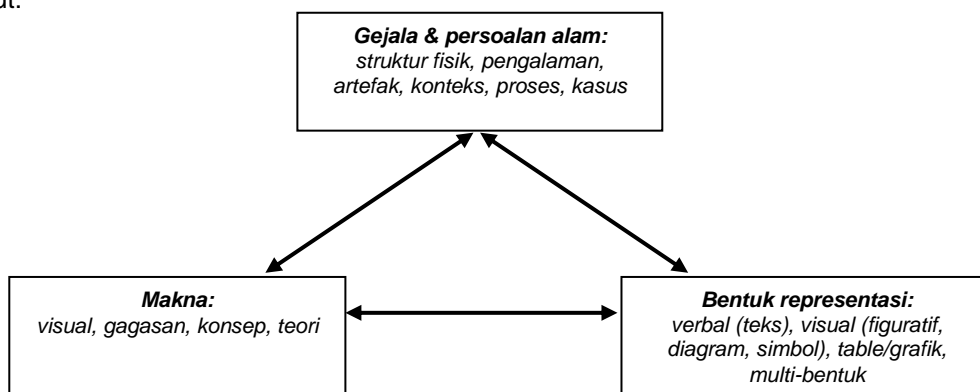 ut.
Gejala & persoalan alam:
struktur fisik, pengalaman,
artefak, konteks, proses, kasus
Makna:
visual, gagasan, konsep, teori
Bentuk representasi:
verbal (teks), visual (figuratif,
diagram, simbol), table/grafik,
multi-bentuk